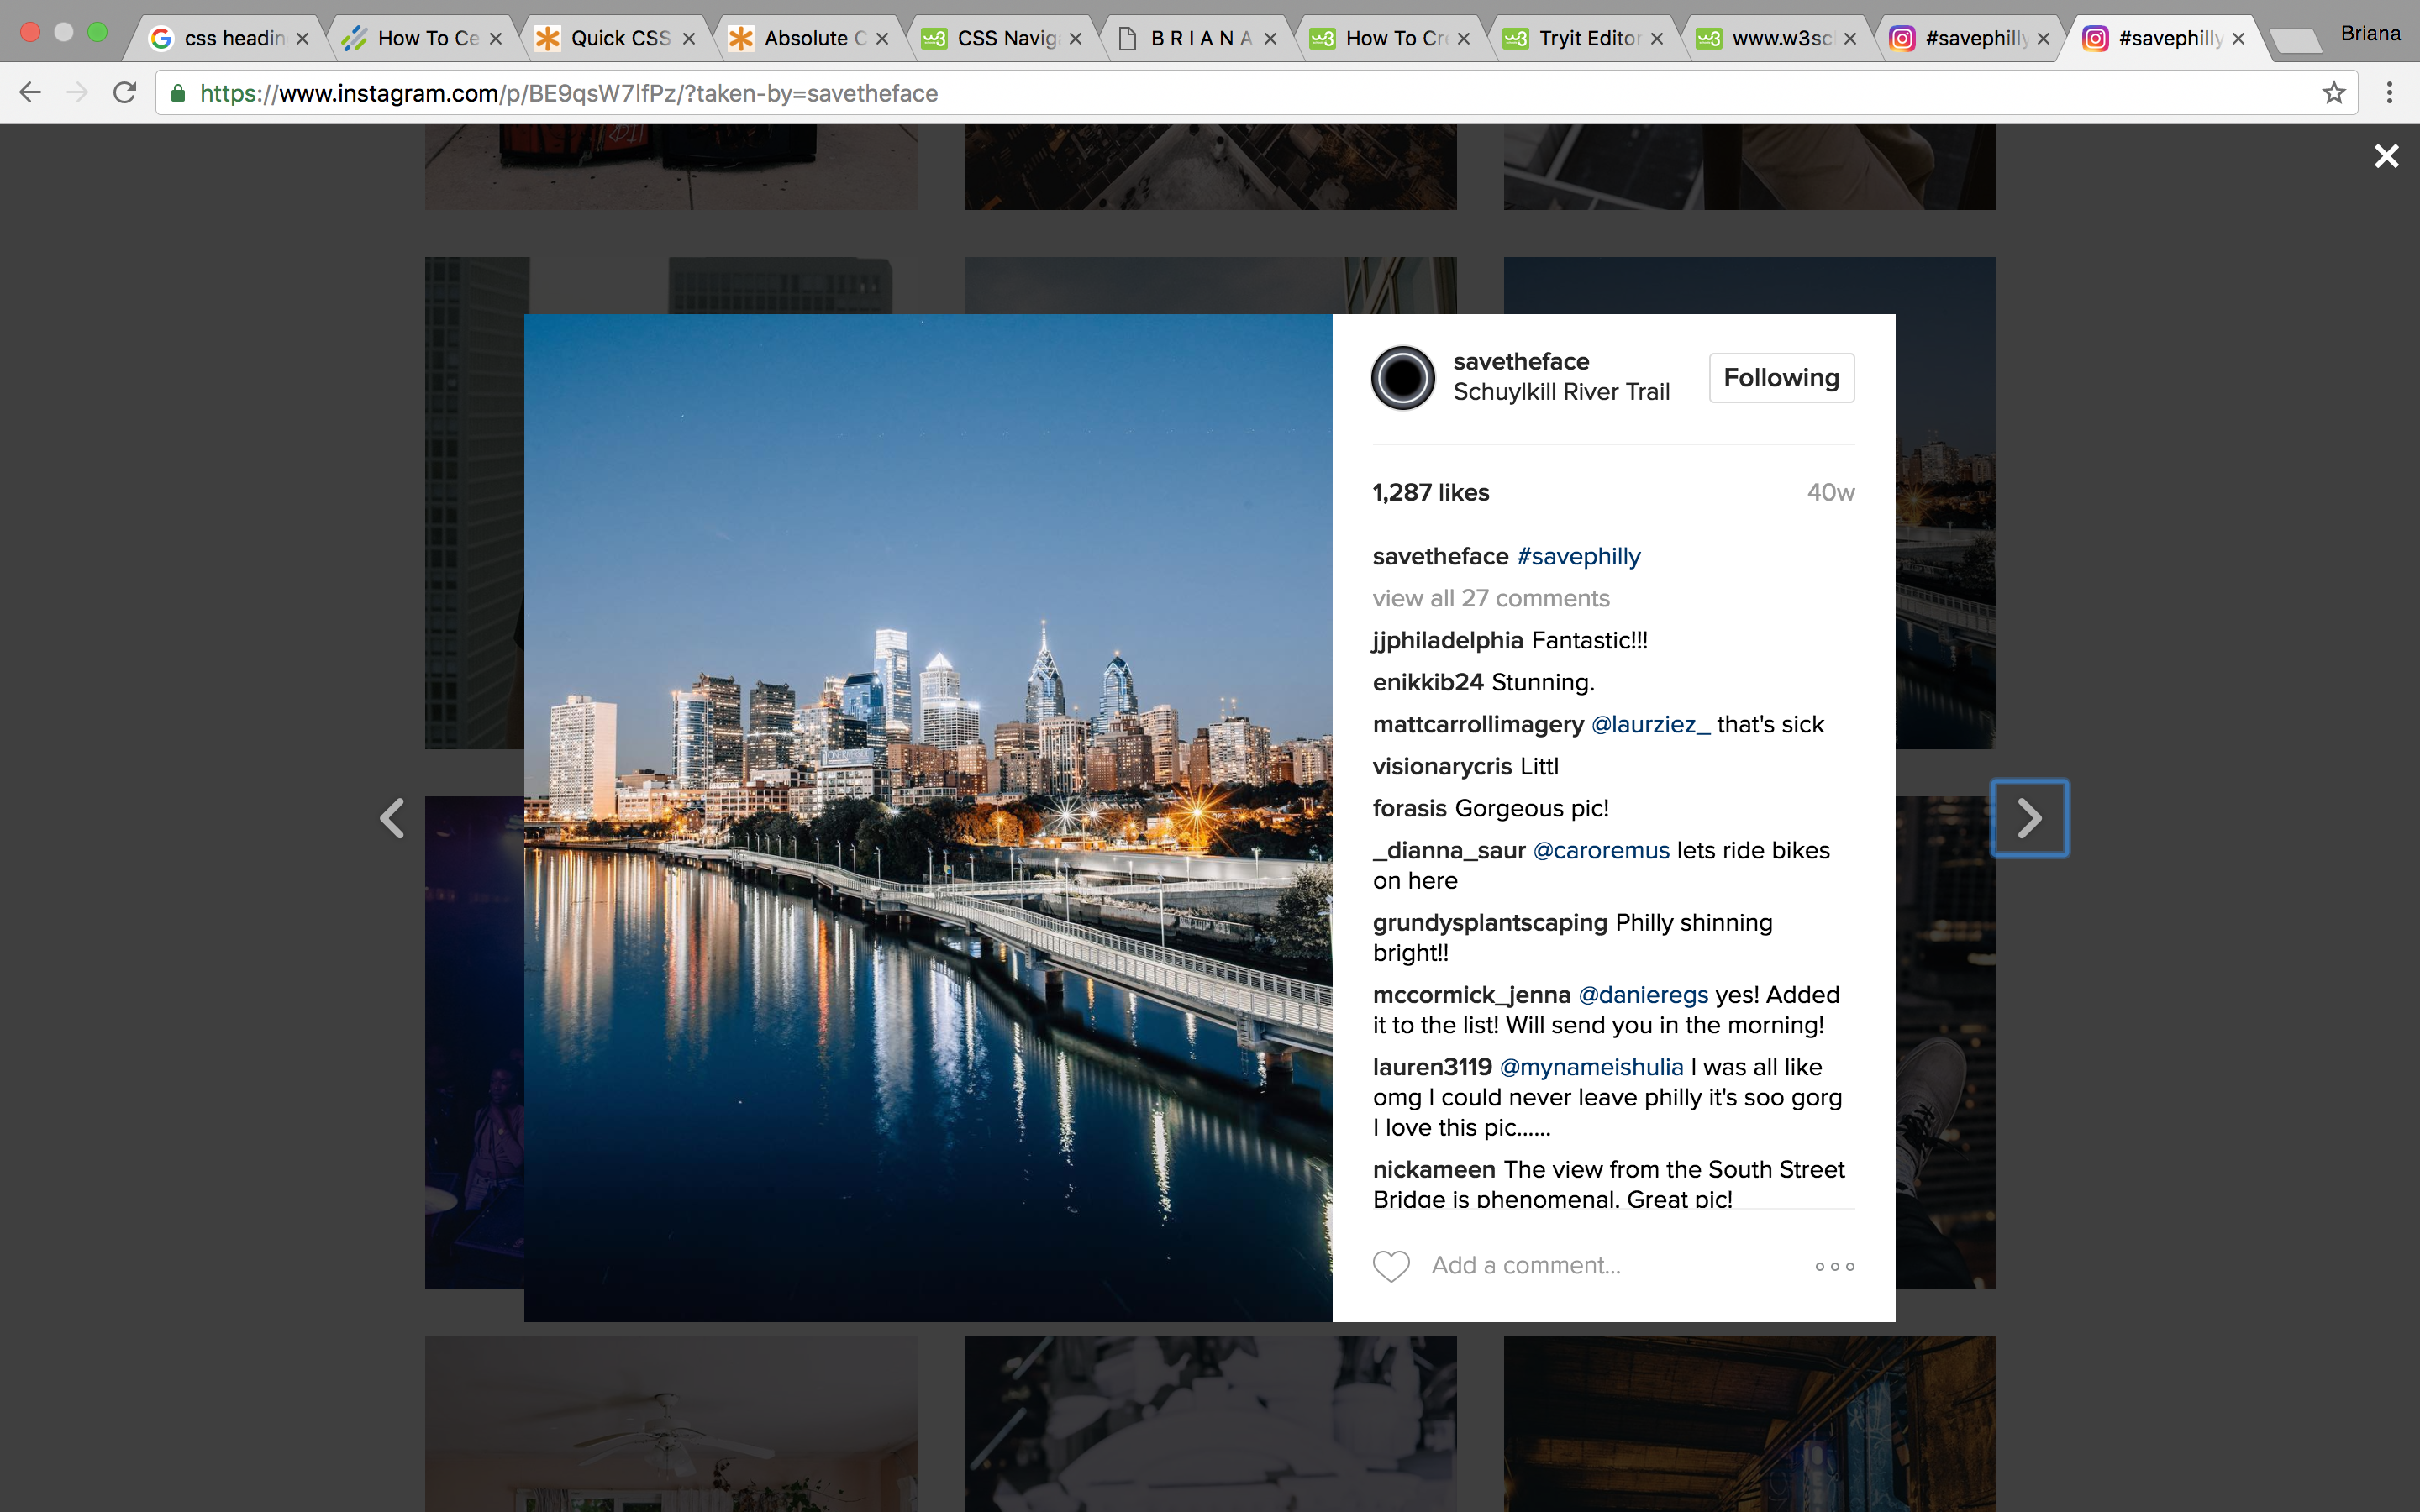 css headin
How To Ce
Quick CSS
Absolute C
CSS Navig
B R I A N A
How To Cre
Tryit Editor
www.w3scl
#savephilly
#savephilly
Briana
https://www.instagram.com/p/BE9qsW7lfPz/?taken-by=savetheface
savetheface
Schuylkill River Trail
Following
1,287 likes
40w
savetheface #savephilly
view all 27 comments
jjphiladelphia Fantastic!!!
enikkib24 Stunning.
mattcarrollimagery @laurziez_ that's sick
visionarycris Littl
forasis Gorgeous pic!
_dianna_saur @caroremus lets ride bikes
on here
grundysplantscaping Philly shinning
bright!!
mccormick_jenna @danieregs yes! Added
it to the list! Will send you in the morning!
lauren3119 @mynameishulia I was all like
omg I could never leave philly it's soo gorg
I love this pic......
nickameen The view from the South Street
Bridge is phenomenal. Great pic!
Add a comment...